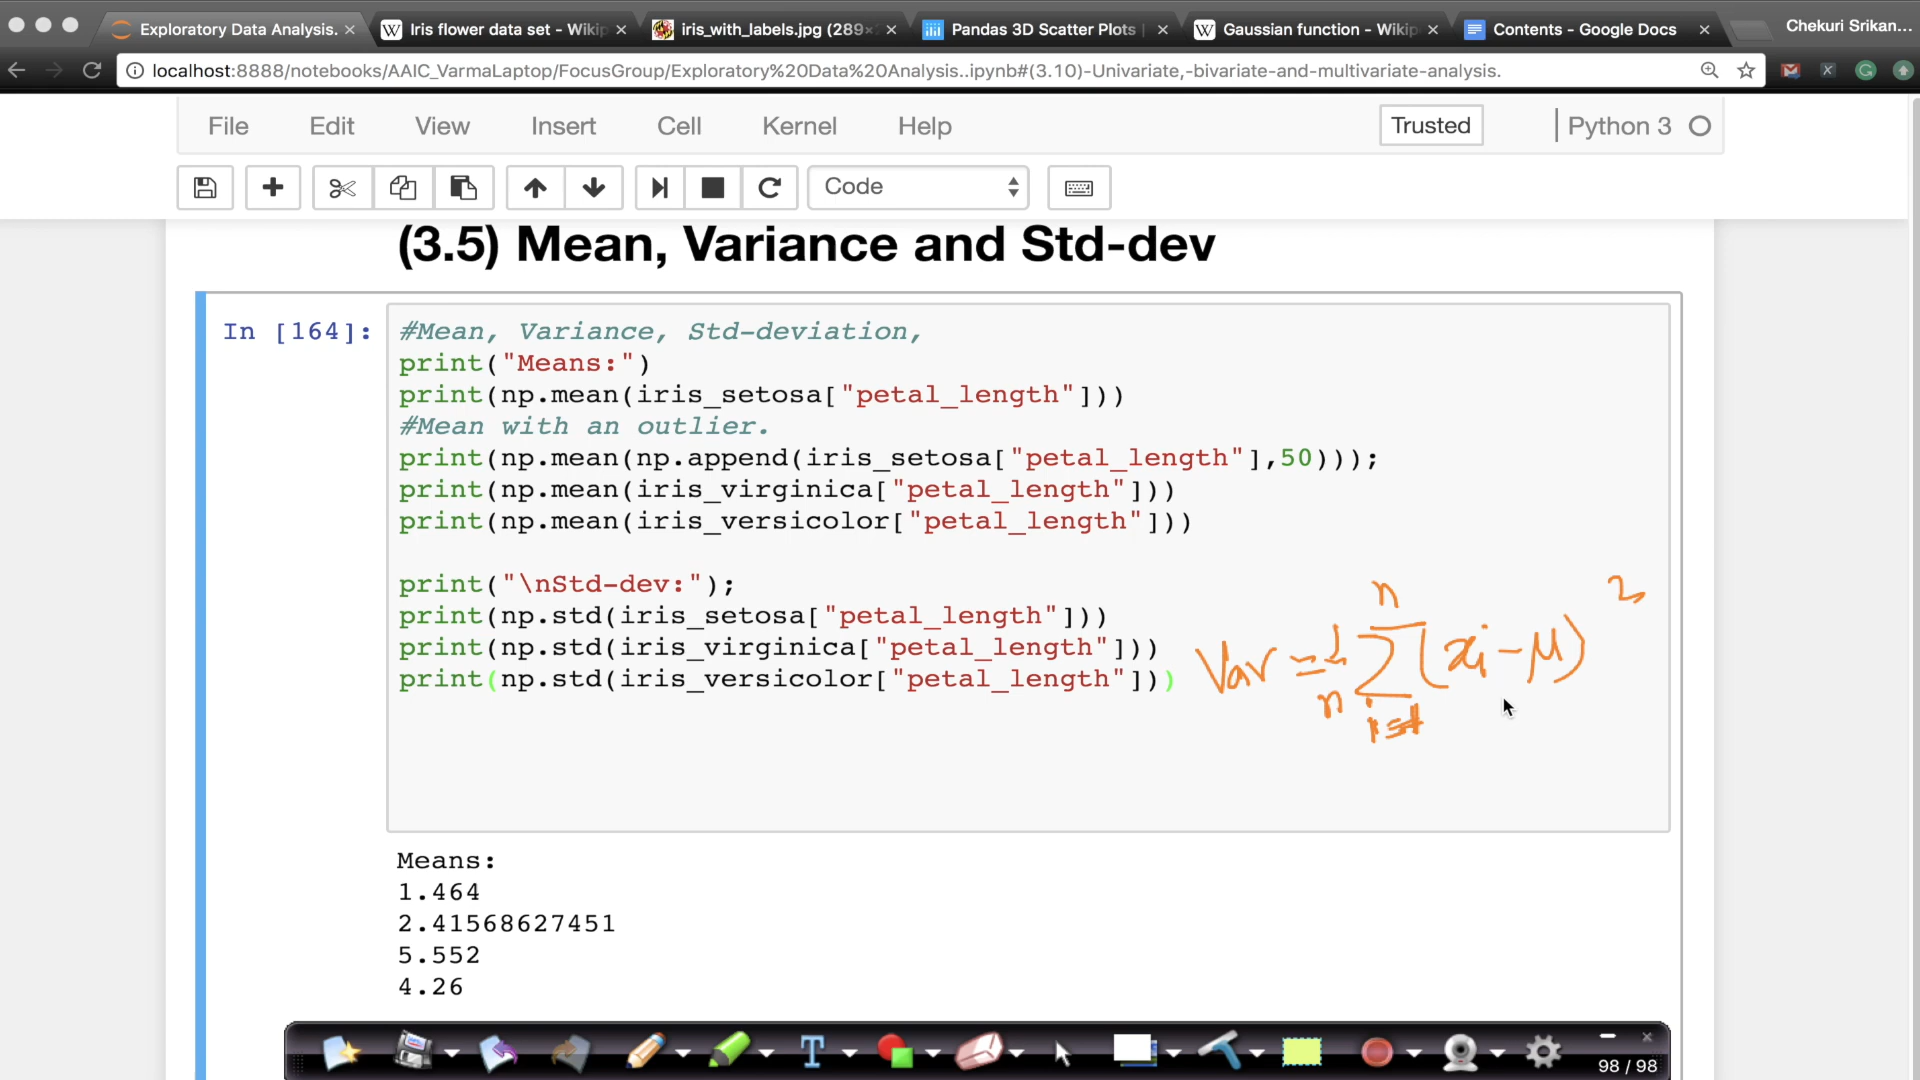 Exploratory Data Analysis. × Iris flower data set - Wikip × iris_with_labels.jpg (289× × Pandas 3D Scatter Plots | × Gaussian function - Wikip × Contents - Google Docs × Chekuri Srikan...
localhost:8888/notebooks/AAIC_VarmaLaptop/FocusGroup/Exploratory%20Data%20Analysis..ipynb#(3.10)-Univariate,-bivariate-and-multivariate-analysis.
File Edit View Insert Cell Kernel Help Trusted Python 3
Code
(3.5) Mean, Variance and Std-dev
In [164]: #Mean, Variance, Std-deviation,
print("Means:")
print(np.mean(iris_setosa["petal_length"]))
#Mean with an outlier.
print(np.mean(np.append(iris_setosa["petal_length"],50)));
print(np.mean(iris_virginica["petal_length"]))
print(np.mean(iris_versicolor["petal_length"]))
print("\nStd-dev:");
print(np.std(iris_setosa["petal_length"]))
print(np.std(iris_virginica["petal_length"]))
print(np.std(iris_versicolor["petal_length"]))
n 2
Var = 1 ∑ (xi - μ)
n i=1
Means:
1.464
2.41568627451
5.552
4.26
T
98 / 98